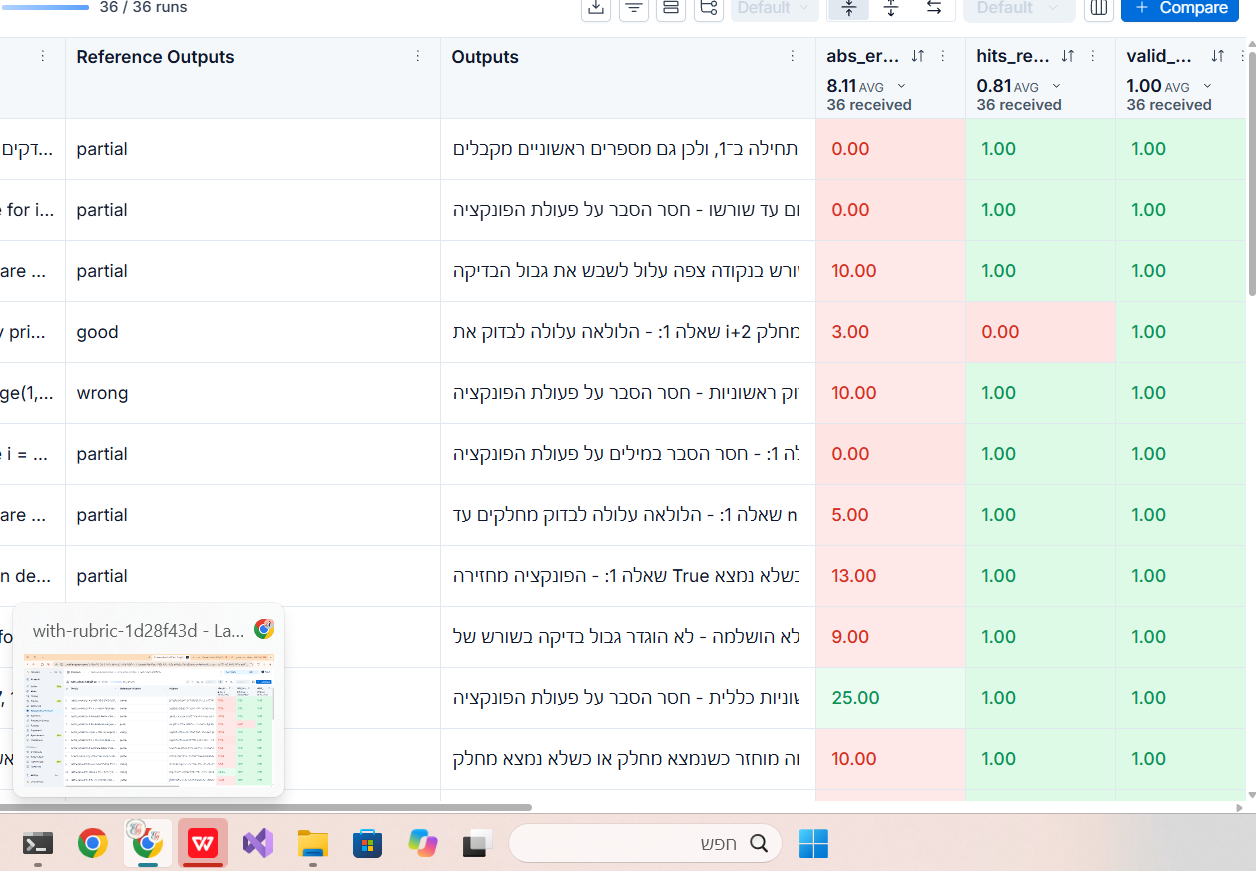 36 / 36 runs
Default
Default
+ Compare
Reference Outputs
Outputs
abs_er...
8.11 AVG
36 received
hits_re...
0.81 AVG
36 received
valid_...
1.00 AVG
36 received
דקים...
partial
תחילה ב־1, ולכן גם מספרים ראשוניים מקבלים
0.00
1.00
1.00
for i...
partial
ום עד שורשו - חסר הסבר על פעולת הפונקציה
0.00
1.00
1.00
are ...
partial
ורש בנקודה צפה עלול לשבש את גבול הבדיקה
10.00
1.00
1.00
pri...
good
מחלק i+2 שאלה 1: - הלולאה עלולה לבדוק את
3.00
0.00
1.00
ge(1,...
wrong
וק ראשוניות - חסר הסבר על פעולת הפונקציה
10.00
1.00
1.00
i = ...
partial
לה 1: - חסר הסבר במילים על פעולת הפונקציה
0.00
1.00
1.00
are ...
partial
n שאלה 1: - הלולאה עלולה לבדוק מחלקים עד
5.00
1.00
1.00
n de...
partial
כשלא נמצא True שאלה 1: - הפונקציה מחזירה
13.00
1.00
1.00
fo
לא הושלמה - לא הוגדר גבול בדיקה בשורש של
9.00
1.00
1.00
שוניות כללית - חסר הסבר על פעולת הפונקציה
25.00
1.00
1.00
וה מוחזר כשנמצא מחלק או כשלא נמצא מחלק
10.00
1.00
1.00
with-rubric-1d28f43d - La...
חפש